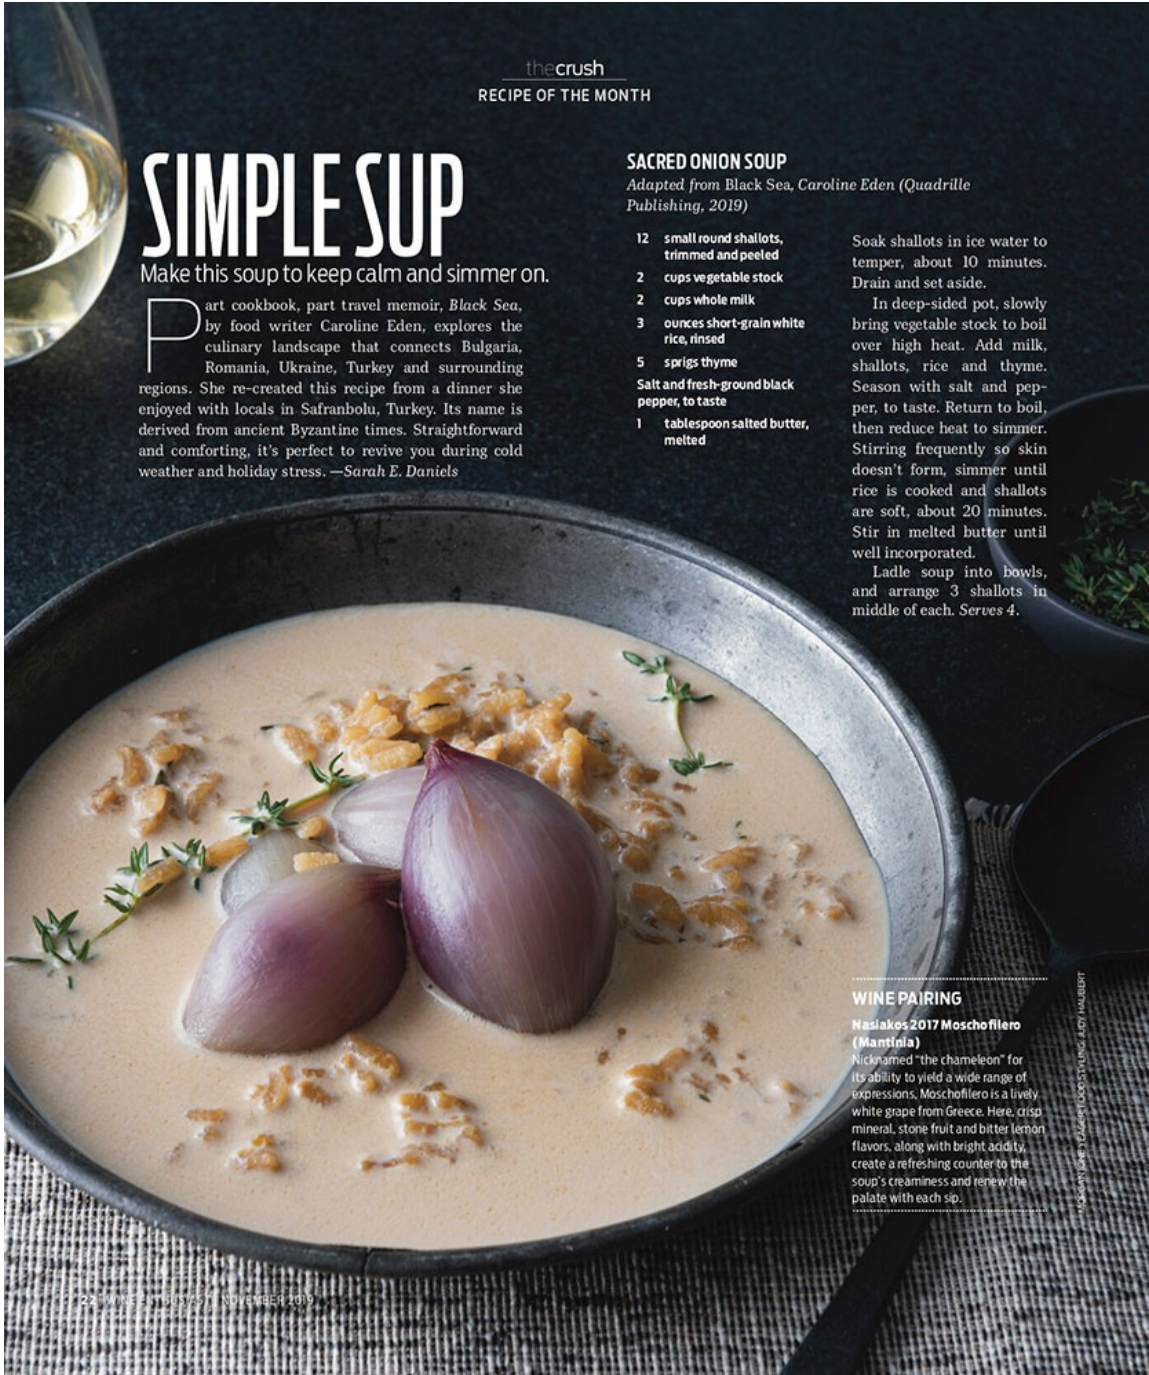 thecrush
RECIPE OF THE MONTH
SIMPLE SUP
Make this soup to keep calm and simmer on.
Part cookbook, part travel memoir, Black Sea,
by food writer Caroline Eden, explores the
culinary landscape that connects Bulgaria,
Romania, Ukraine, Turkey and surrounding
regions. She re-created this recipe from a dinner she
enjoyed with locals in Safranbolu, Turkey. Its name is
derived from ancient Byzantine times. Straightforward
and comforting, it's perfect to revive you during cold
weather and holiday stress. —Sarah E. Daniels
SACRED ONION SOUP
Adapted from Black Sea, Caroline Eden (Quadrille
Publishing, 2019)
12 small round shallots,
trimmed and peeled
2 cups vegetable stock
2 cups whole milk
3 ounces short-grain white
rice, rinsed
5 sprigs thyme
Salt and fresh-ground black
pepper, to taste
1 tablespoon salted butter,
melted
Soak shallots in ice water to
temper, about 10 minutes.
Drain and set aside.
In deep-sided pot, slowly
bring vegetable stock to boil
over high heat. Add milk,
shallots, rice and thyme.
Season with salt and pep-
per, to taste. Return to boil,
then reduce heat to simmer.
Stirring frequently so skin
doesn't form, simmer until
rice is cooked and shallots
are soft, about 20 minutes.
Stir in melted butter until
well incorporated.
Ladle soup into bowls,
and arrange 3 shallots in
middle of each. Serves 4.
WINE PAIRING
Nasiakos 2017 Moschofilero
(Mantinia)
Nicknamed "the chameleon" for
its ability to yield a wide range of
expressions, Moschofilero is a lively
white grape from Greece. Here, crisp
mineral, stone fruit and bitter lemon
flavors, along with bright acidity,
create a refreshing counter to the
soup's creaminess and renew the
palate with each sip.
FOOD STYLING: JUDY HAUBERT
22 | WINE ENTHUSIAST | NOVEMBER 2019